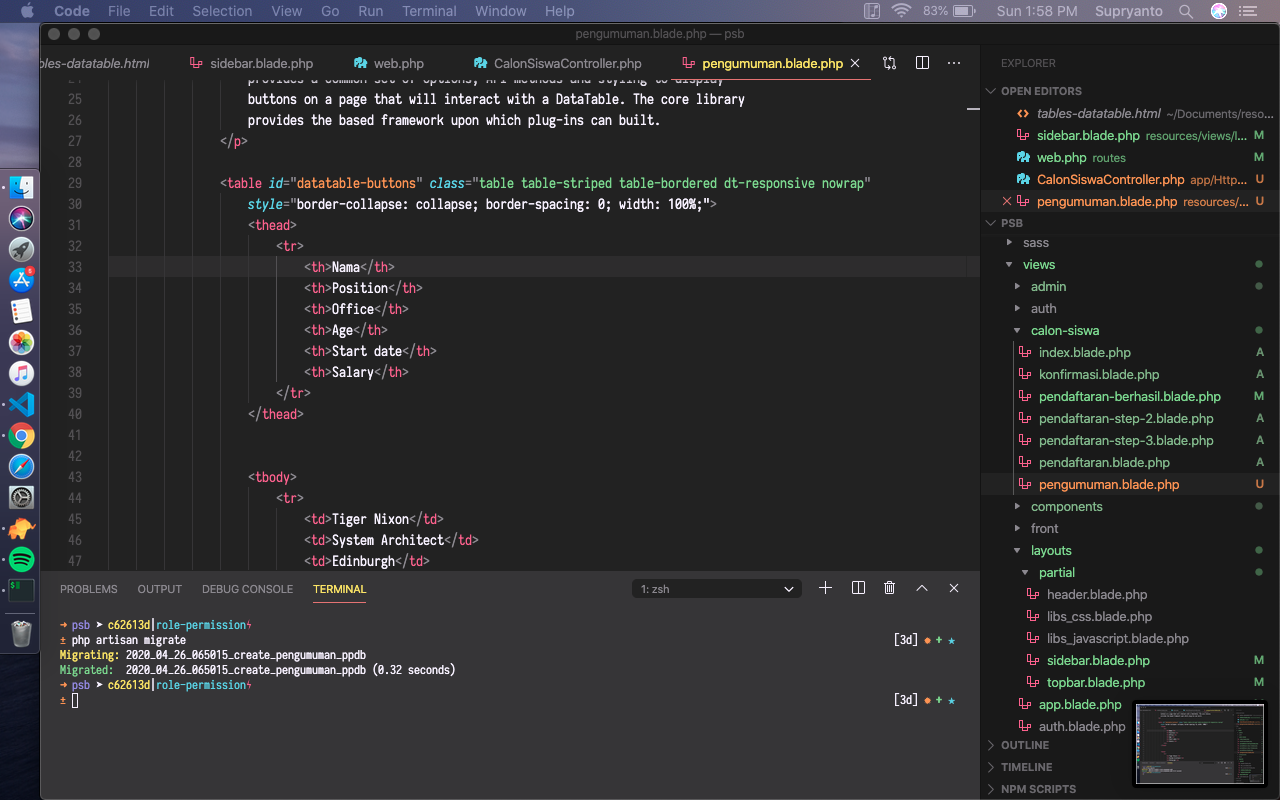 Code File Edit Selection View Go Run Terminal Window Help 83% Sun 1:58 PM Supryanto
pengumuman.blade.php — psb
bles-datatable.html sidebar.blade.php web.php CalonSiswaController.php pengumuman.blade.php
24 provides a common set of options, API methods and styling to display
25 buttons on a page that will interact with a DataTable. The core library
26 provides the based framework upon which plug-ins can built.
27 </p>
28
29 <table id="datatable-buttons" class="table table-striped table-bordered dt-responsive nowrap"
30 style="border-collapse: collapse; border-spacing: 0; width: 100%;">
31 <thead>
32 <tr>
33 <th>Nama</th>
34 <th>Position</th>
35 <th>Office</th>
36 <th>Age</th>
37 <th>Start date</th>
38 <th>Salary</th>
39 </tr>
40 </thead>
41
42
43 <tbody>
44 <tr>
45 <td>Tiger Nixon</td>
46 <td>System Architect</td>
47 <td>Edinburgh</td>
PROBLEMS OUTPUT DEBUG CONSOLE TERMINAL 1: zsh
→ psb ➤ c62613d|role-permission⚡
± php artisan migrate [3d] ✹ + ★
Migrating: 2020_04_26_065015_create_pengumuman_ppdb
Migrated: 2020_04_26_065015_create_pengumuman_ppdb (0.32 seconds)
→ psb ➤ c62613d|role-permission⚡
± [3d] ✹ + ★
EXPLORER
OPEN EDITORS
tables-datatable.html ~/Documents/reso...
sidebar.blade.php resources/views/l... M
web.php routes M
CalonSiswaController.php app/Http... U
pengumuman.blade.php resources/... U
PSB
sass
views
admin
auth
calon-siswa
index.blade.php A
konfirmasi.blade.php A
pendaftaran-berhasil.blade.php M
pendaftaran-step-2.blade.php A
pendaftaran-step-3.blade.php A
pendaftaran.blade.php A
pengumuman.blade.php U
components
front
layouts
partial
header.blade.php
libs_css.blade.php
libs_javascript.blade.php
sidebar.blade.php M
topbar.blade.php M
app.blade.php
auth.blade.php
OUTLINE
TIMELINE
NPM SCRIPTS